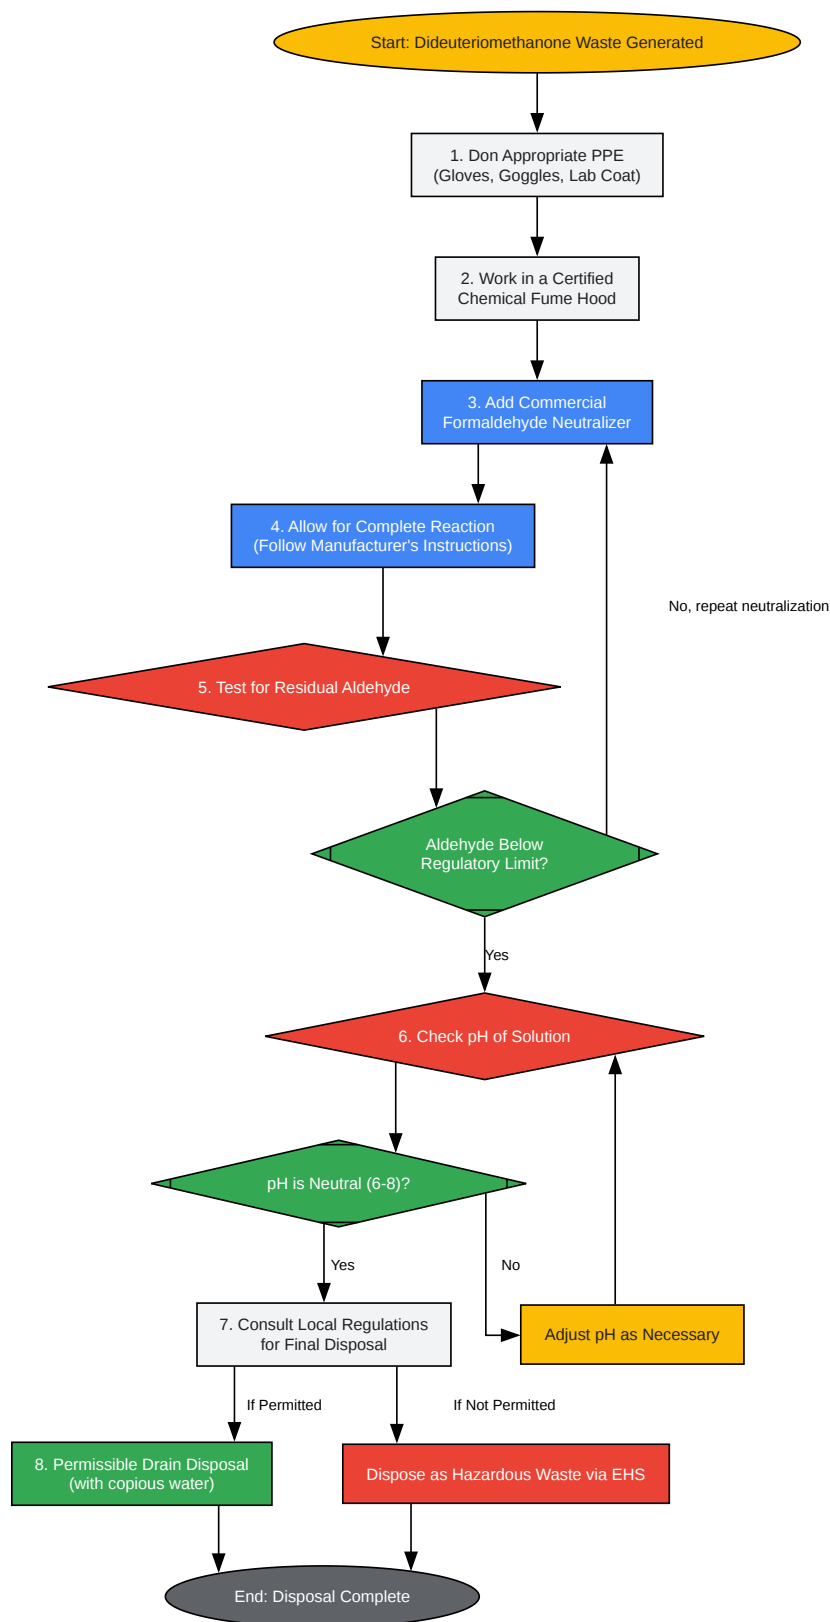 Start: Dideuteriomethanone Waste Generated
1. Don Appropriate PPE
(Gloves, Goggles, Lab Coat)
2. Work in a Certified
Chemical Fume Hood
3. Add Commercial
Formaldehyde Neutralizer
4. Allow for Complete Reaction
(Follow Manufacturer's Instructions)
No, repeat neutralization
5. Test for Residual Aldehyde
Aldehyde Below
Regulatory Limit?
Yes
6. Check pH of Solution
pH is Neutral (6-8)?
Yes
No
7. Consult Local Regulations
for Final Disposal
Adjust pH as Necessary
If Permitted
If Not Permitted
8. Permissible Drain Disposal
(with copious water)
Dispose as Hazardous Waste via EHS
End: Disposal Complete